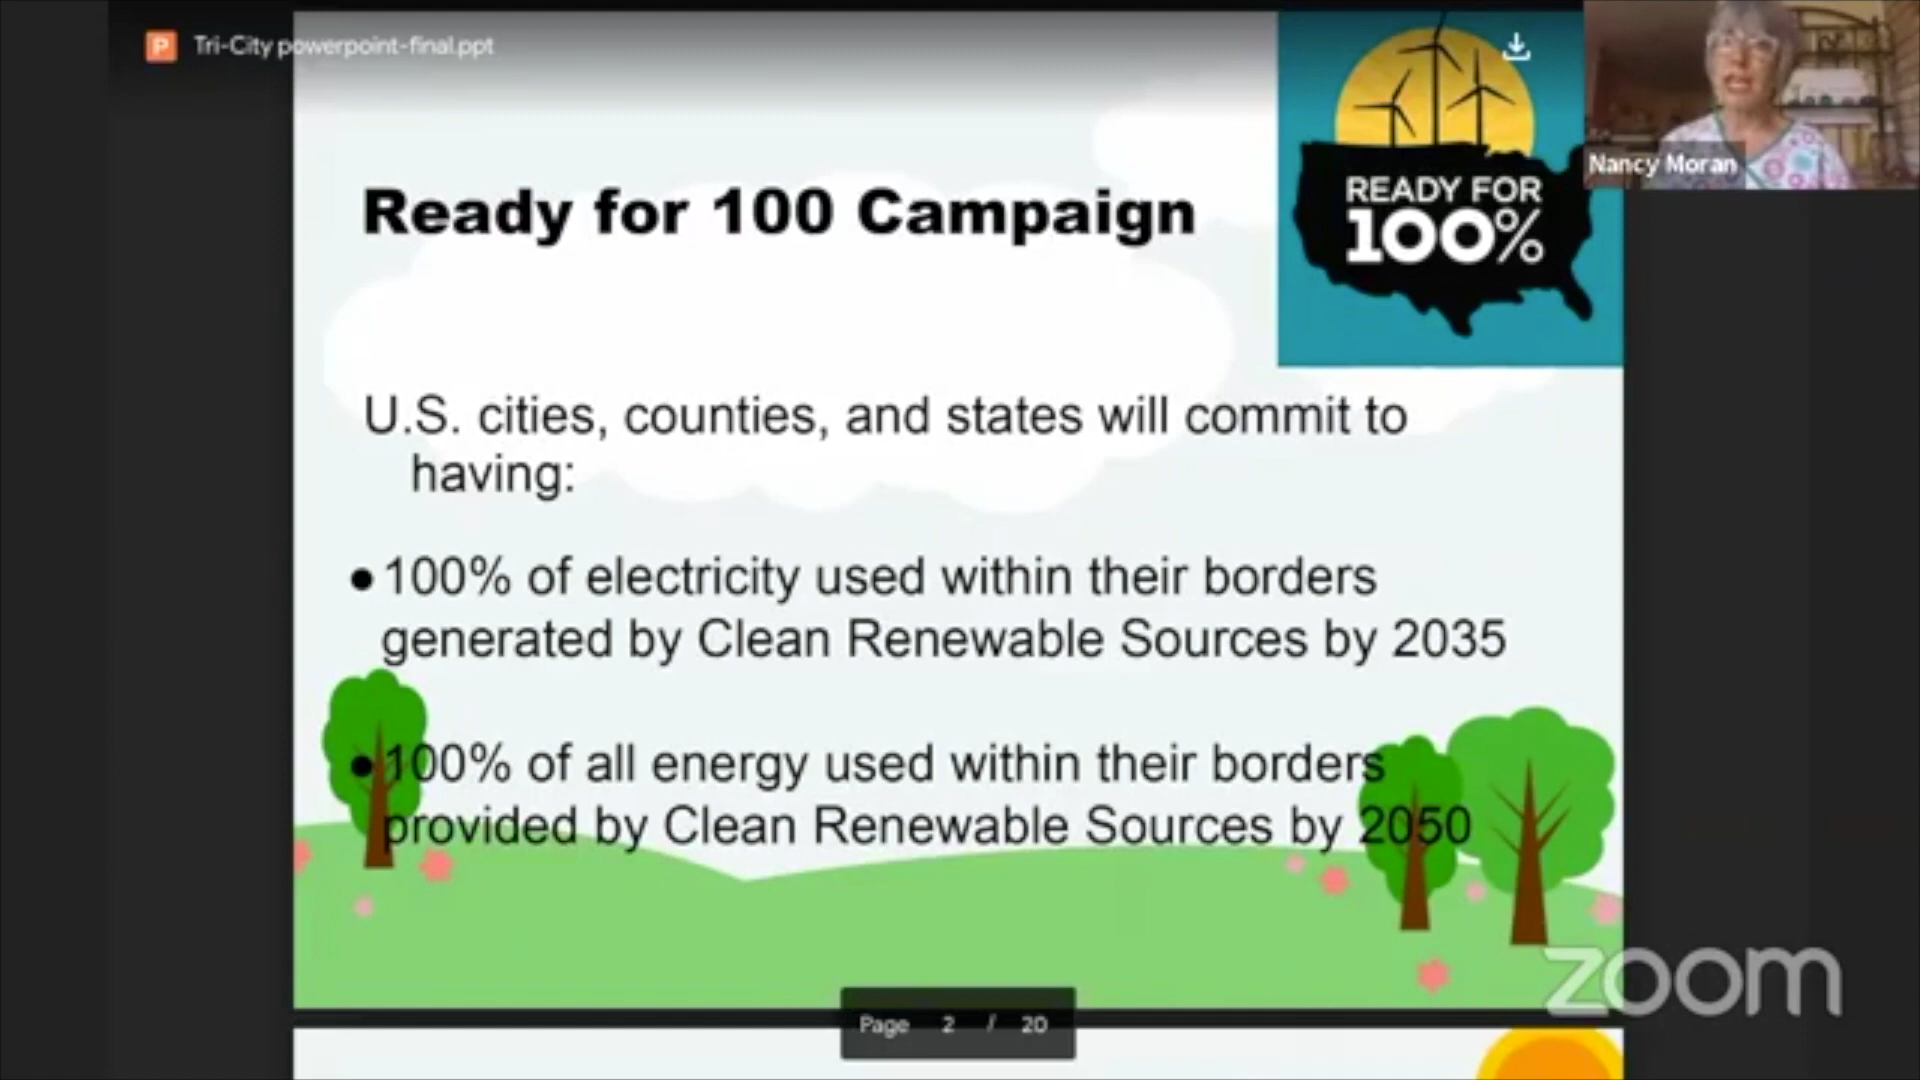 Tri-City powerpoint-final.ppt
Nancy Moran
READY FOR
100%
Ready for 100 Campaign
U.S. cities, counties, and states will commit to
having:
●100% of electricity used within their borders
generated by Clean Renewable Sources by 2035
●100% of all energy used within their borders
provided by Clean Renewable Sources by 2050
Page 2 / 20
zoom